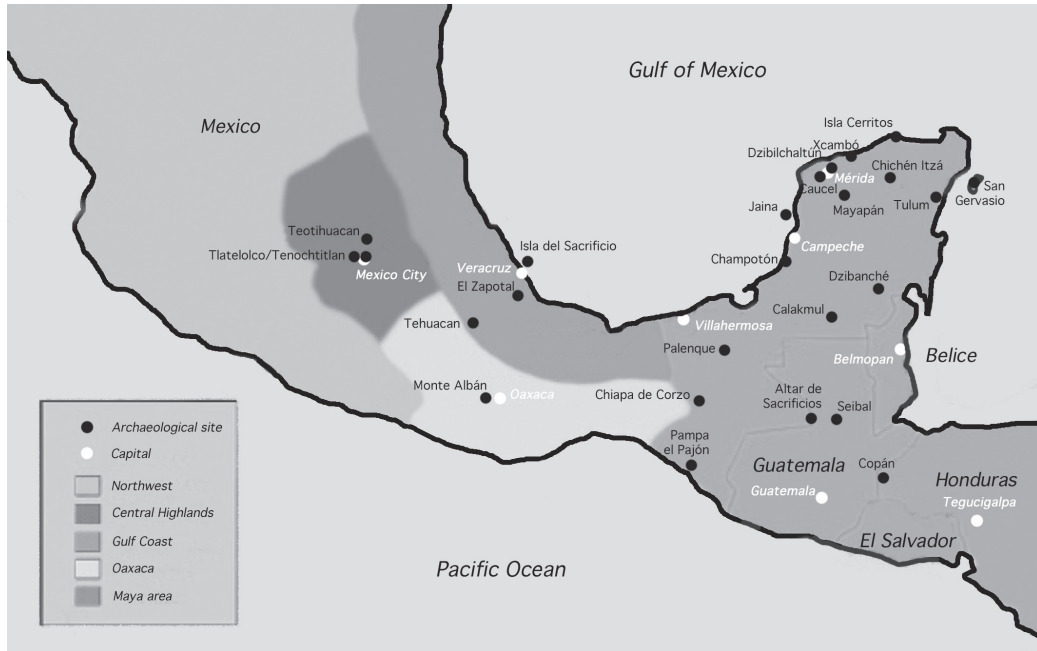 Gulf of Mexico
Mexico
Isla Cerritos
Xcambó
Dzibilchaltún
Chichén Itzá
Mérida
Caucel
San
Gervasio
Mayapán
Tulum
Jaina
Teotihuacan
Campeche
Isla del Sacrificio
Tlatelolco/Tenochtitlan
Mexico City
Veracruz
Champotón
El Zapotal
Dzibanché
Calakmul
Tehuacan
Villahermosa
Palenque
Belmopan
Belice
Monte Albán
Oaxaca
Chiapa de Corzo
Altar de
Sacrificios
Seibal
Pampa
el Pajón
Guatemala
Copán
Honduras
Guatemala
Tegucigalpa
El Salvador
Pacific Ocean
Archaeological site
Capital
Northwest
Central Highlands
Gulf Coast
Oaxaca
Maya area